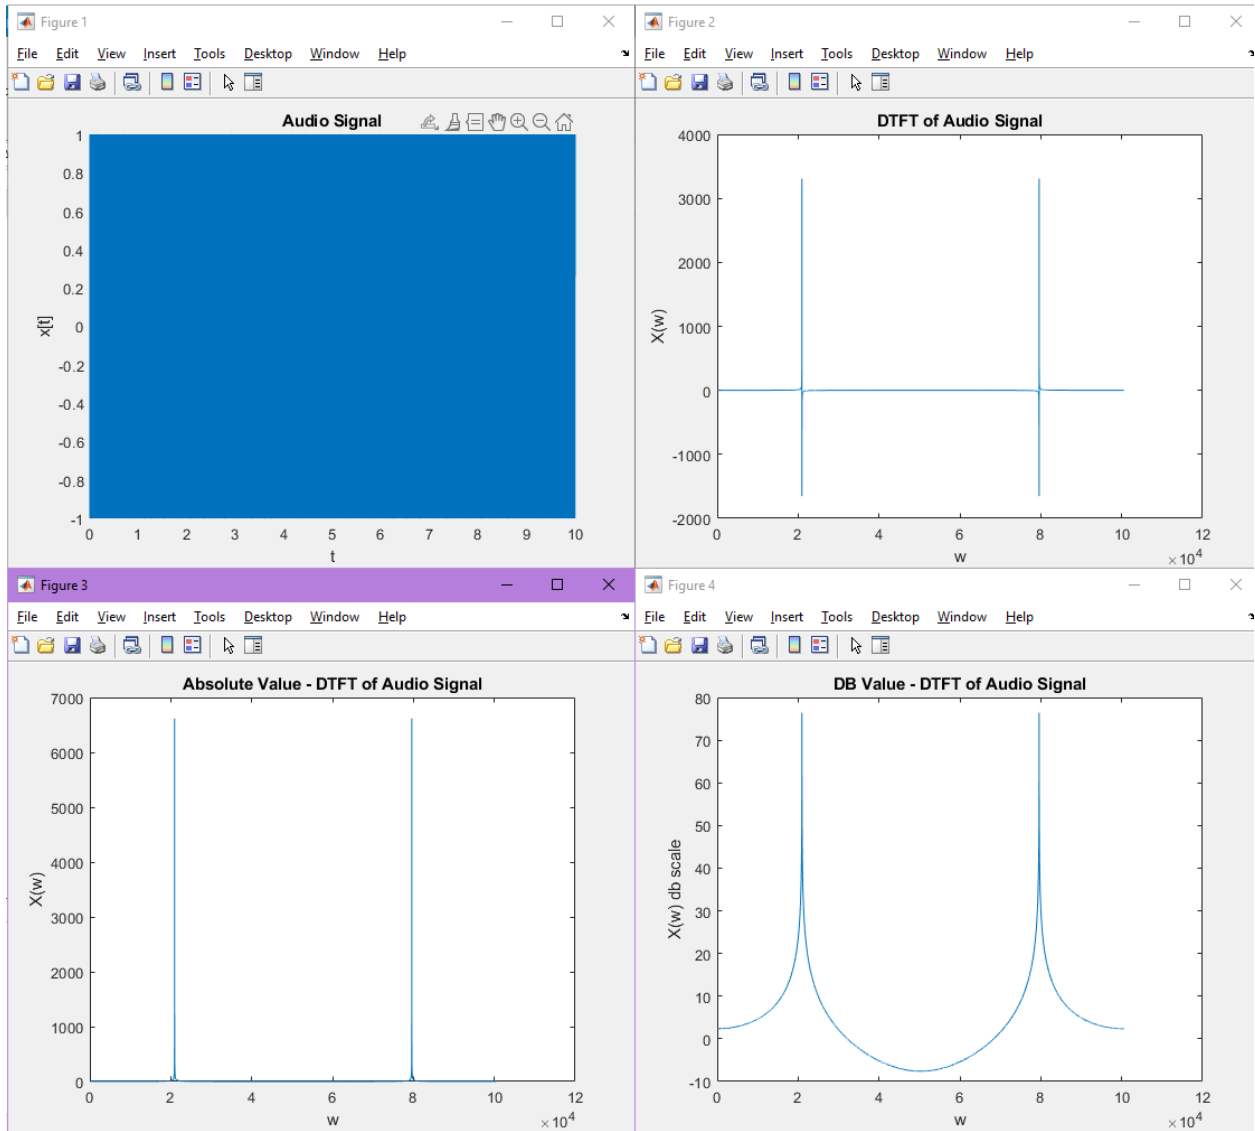 Figure 1
File Edit View Insert Tools Desktop Window Help
Audio Signal
1
0.8
0.6
0.4
0.2
0
-0.2
-0.4
-0.6
-0.8
-1
x[t]
0 1 2 3 4 5 6 7 8 9 10
t
Figure 2
File Edit View Insert Tools Desktop Window Help
DTFT of Audio Signal
4000
3000
2000
1000
0
-1000
-2000
X(w)
0 2 4 6 8 10 12
w
×10^4
Figure 3
File Edit View Insert Tools Desktop Window Help
Absolute Value - DTFT of Audio Signal
7000
6000
5000
4000
3000
2000
1000
0
X(w)
0 2 4 6 8 10 12
w
×10^4
Figure 4
File Edit View Insert Tools Desktop Window Help
DB Value - DTFT of Audio Signal
80
70
60
50
40
30
20
10
0
-10
X(w) db scale
0 2 4 6 8 10 12
w
×10^4